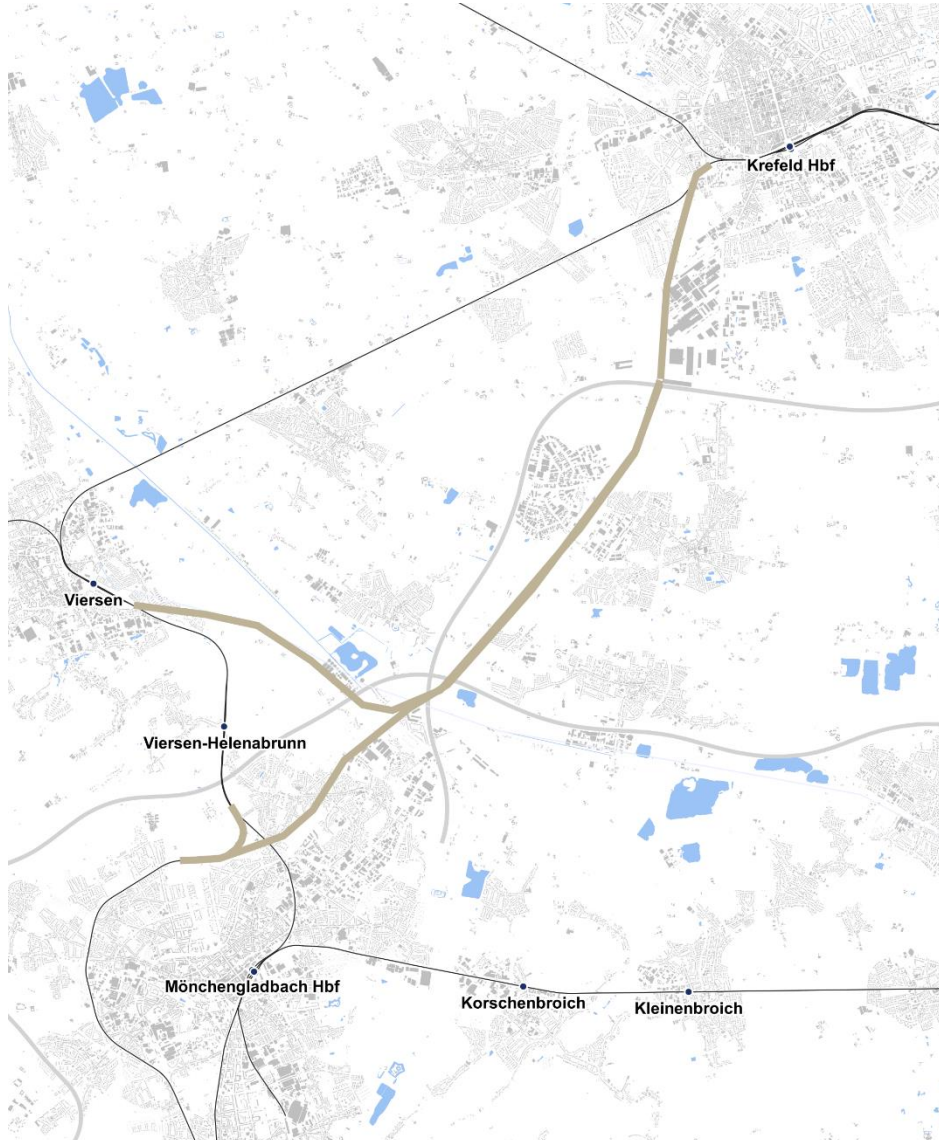 Krefeld Hbf
Viersen
Viersen-Helenabrunn
Mönchengladbach Hbf
Korschenbroich
Kleinenbroich